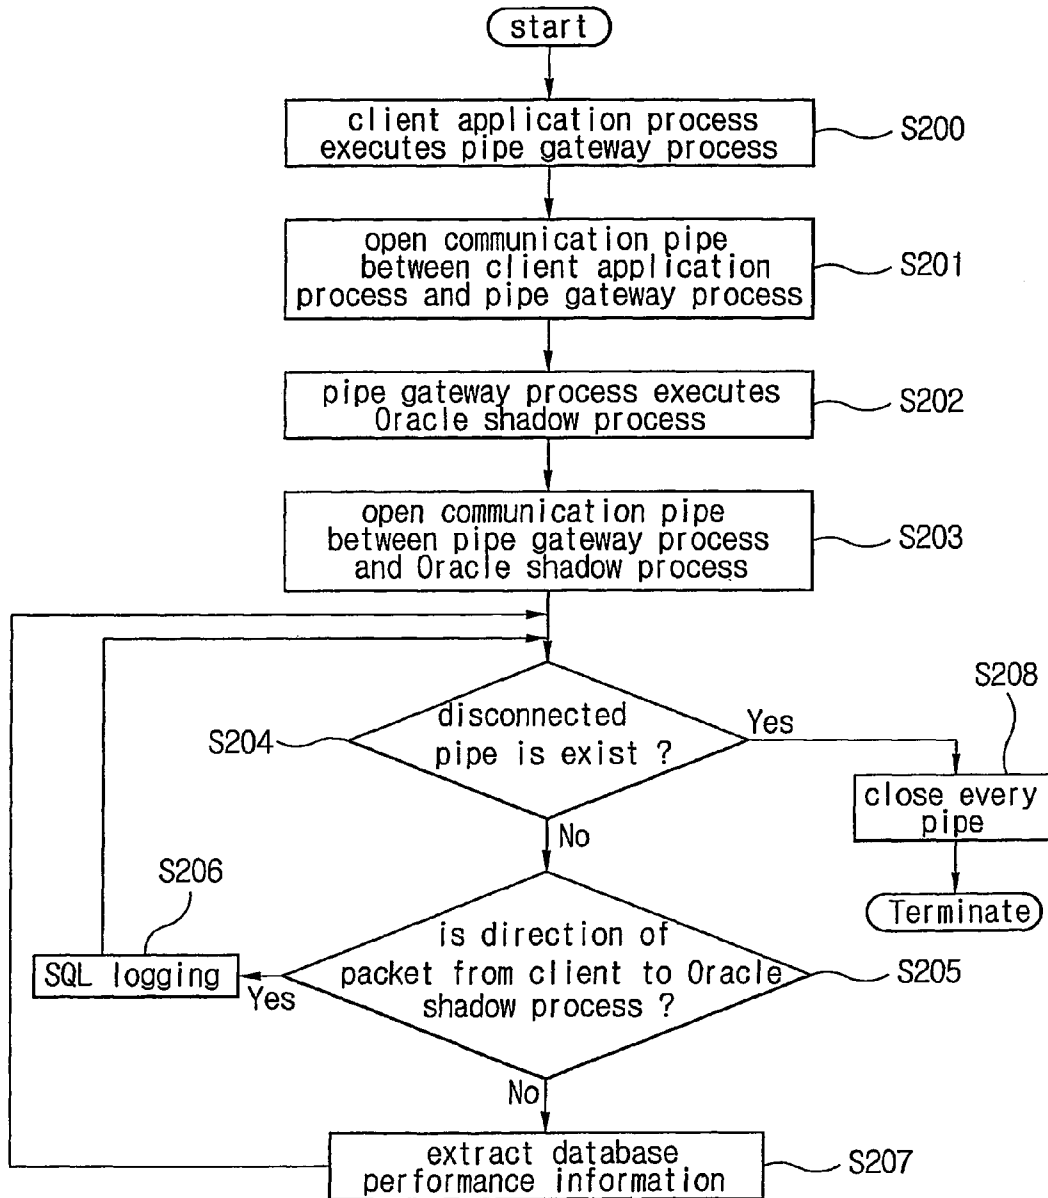 start
client application process
executes pipe gateway process
S200
open communication pipe
between client application
process and pipe gateway process
S201
pipe gateway process executes
Oracle shadow process
S202
open communication pipe
between pipe gateway process
and Oracle shadow process
S203
S204
disconnected
pipe is exist ?
Yes
S208
close every
pipe
Terminate
No
S206
SQL logging
Yes
is direction of
packet from client to Oracle
shadow process ?
S205
No
extract database
performance information
S207